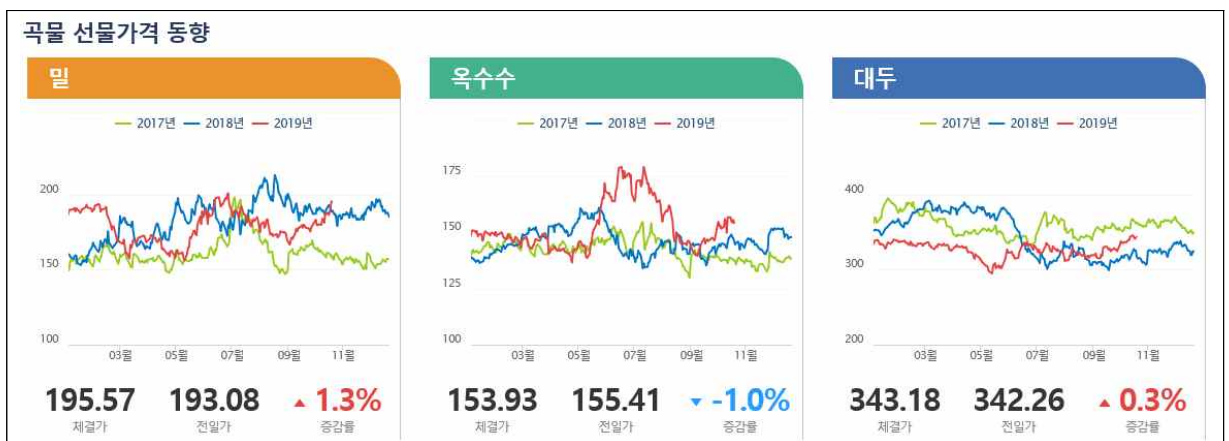 곡물 선물가격 동향
밀
2017년 2018년 2019년
200
150
100
03월 05월 07월 09월 11월
195.57 193.08 ▲ 1.3%
체결가 전일가 증감률
옥수수
2017년 2018년 2019년
175
150
125
100
03월 05월 07월 09월 11월
153.93 155.41 ▼ -1.0%
체결가 전일가 증감률
대두
2017년 2018년 2019년
400
300
200
03월 05월 07월 09월 11월
343.18 342.26 ▲ 0.3%
체결가 전일가 증감률